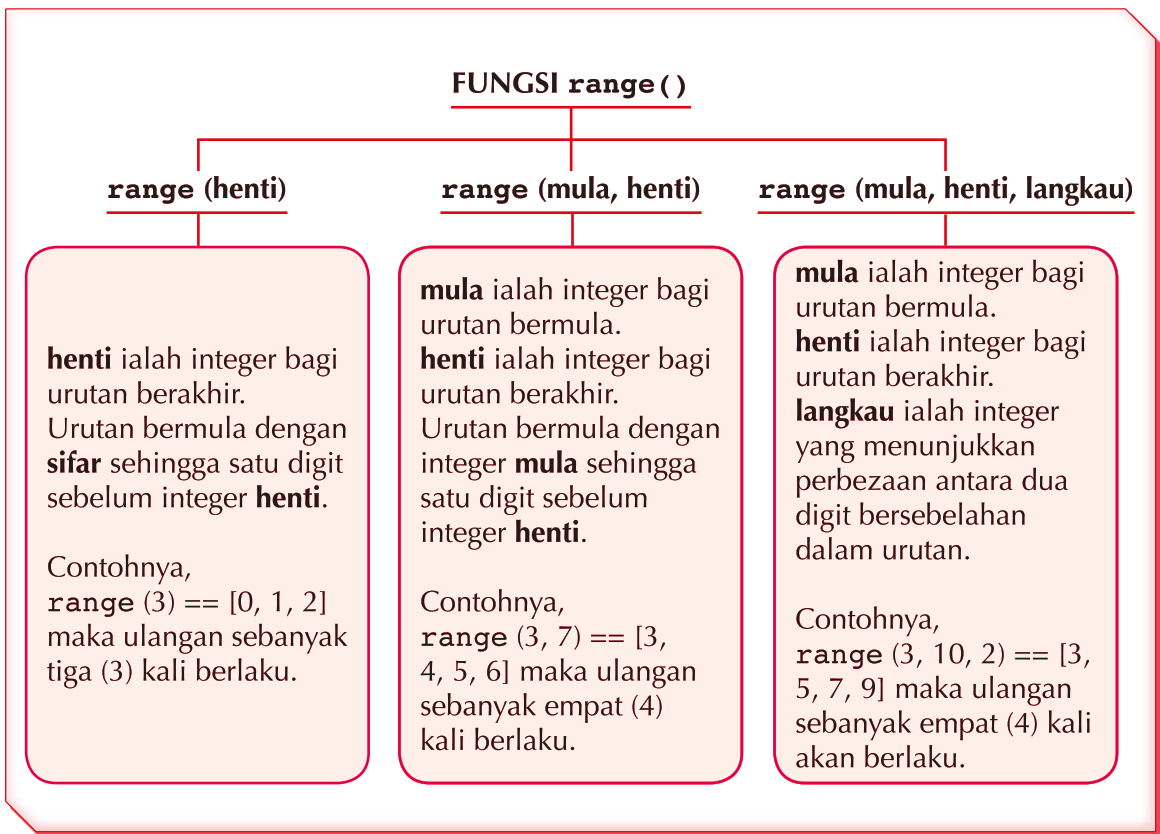 FUNGSI range()
range (henti)
range (mula, henti)
range (mula, henti, langkau)
henti ialah integer bagi
urutan berakhir.
Urutan bermula dengan
sifar sehingga satu digit
sebelum integer henti.
Contohnya,
range (3) == [0, 1, 2]
maka ulangan sebanyak
tiga (3) kali berlaku.
mula ialah integer bagi
urutan bermula.
henti ialah integer bagi
urutan berakhir.
Urutan bermula dengan
integer mula sehingga
satu digit sebelum
integer henti.
Contohnya,
range (3, 7) == [3,
4, 5, 6] maka ulangan
sebanyak empat (4)
kali berlaku.
mula ialah integer bagi
urutan bermula.
henti ialah integer bagi
urutan berakhir.
langkau ialah integer
yang menunjukkan
perbezaan antara dua
digit bersebelahan
dalam urutan.
Contohnya,
range (3, 10, 2) == [3,
5, 7, 9] maka ulangan
sebanyak empat (4) kali
akan berlaku.